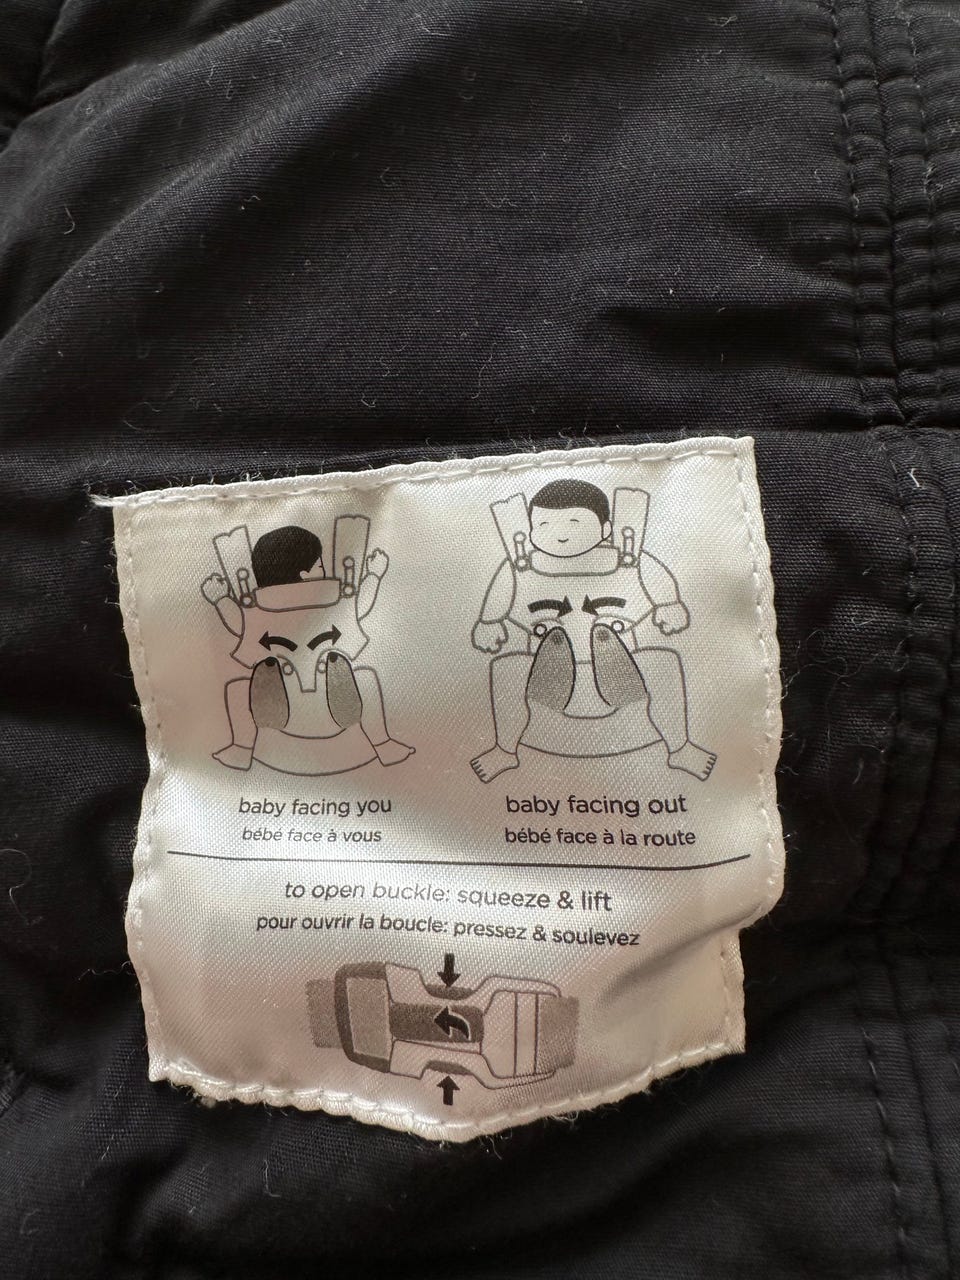 baby facing you
bébé face à vous
baby facing out
bébé face à la route
to open buckle: squeeze & lift
pour ouvrir la boucle: pressez & soulevez